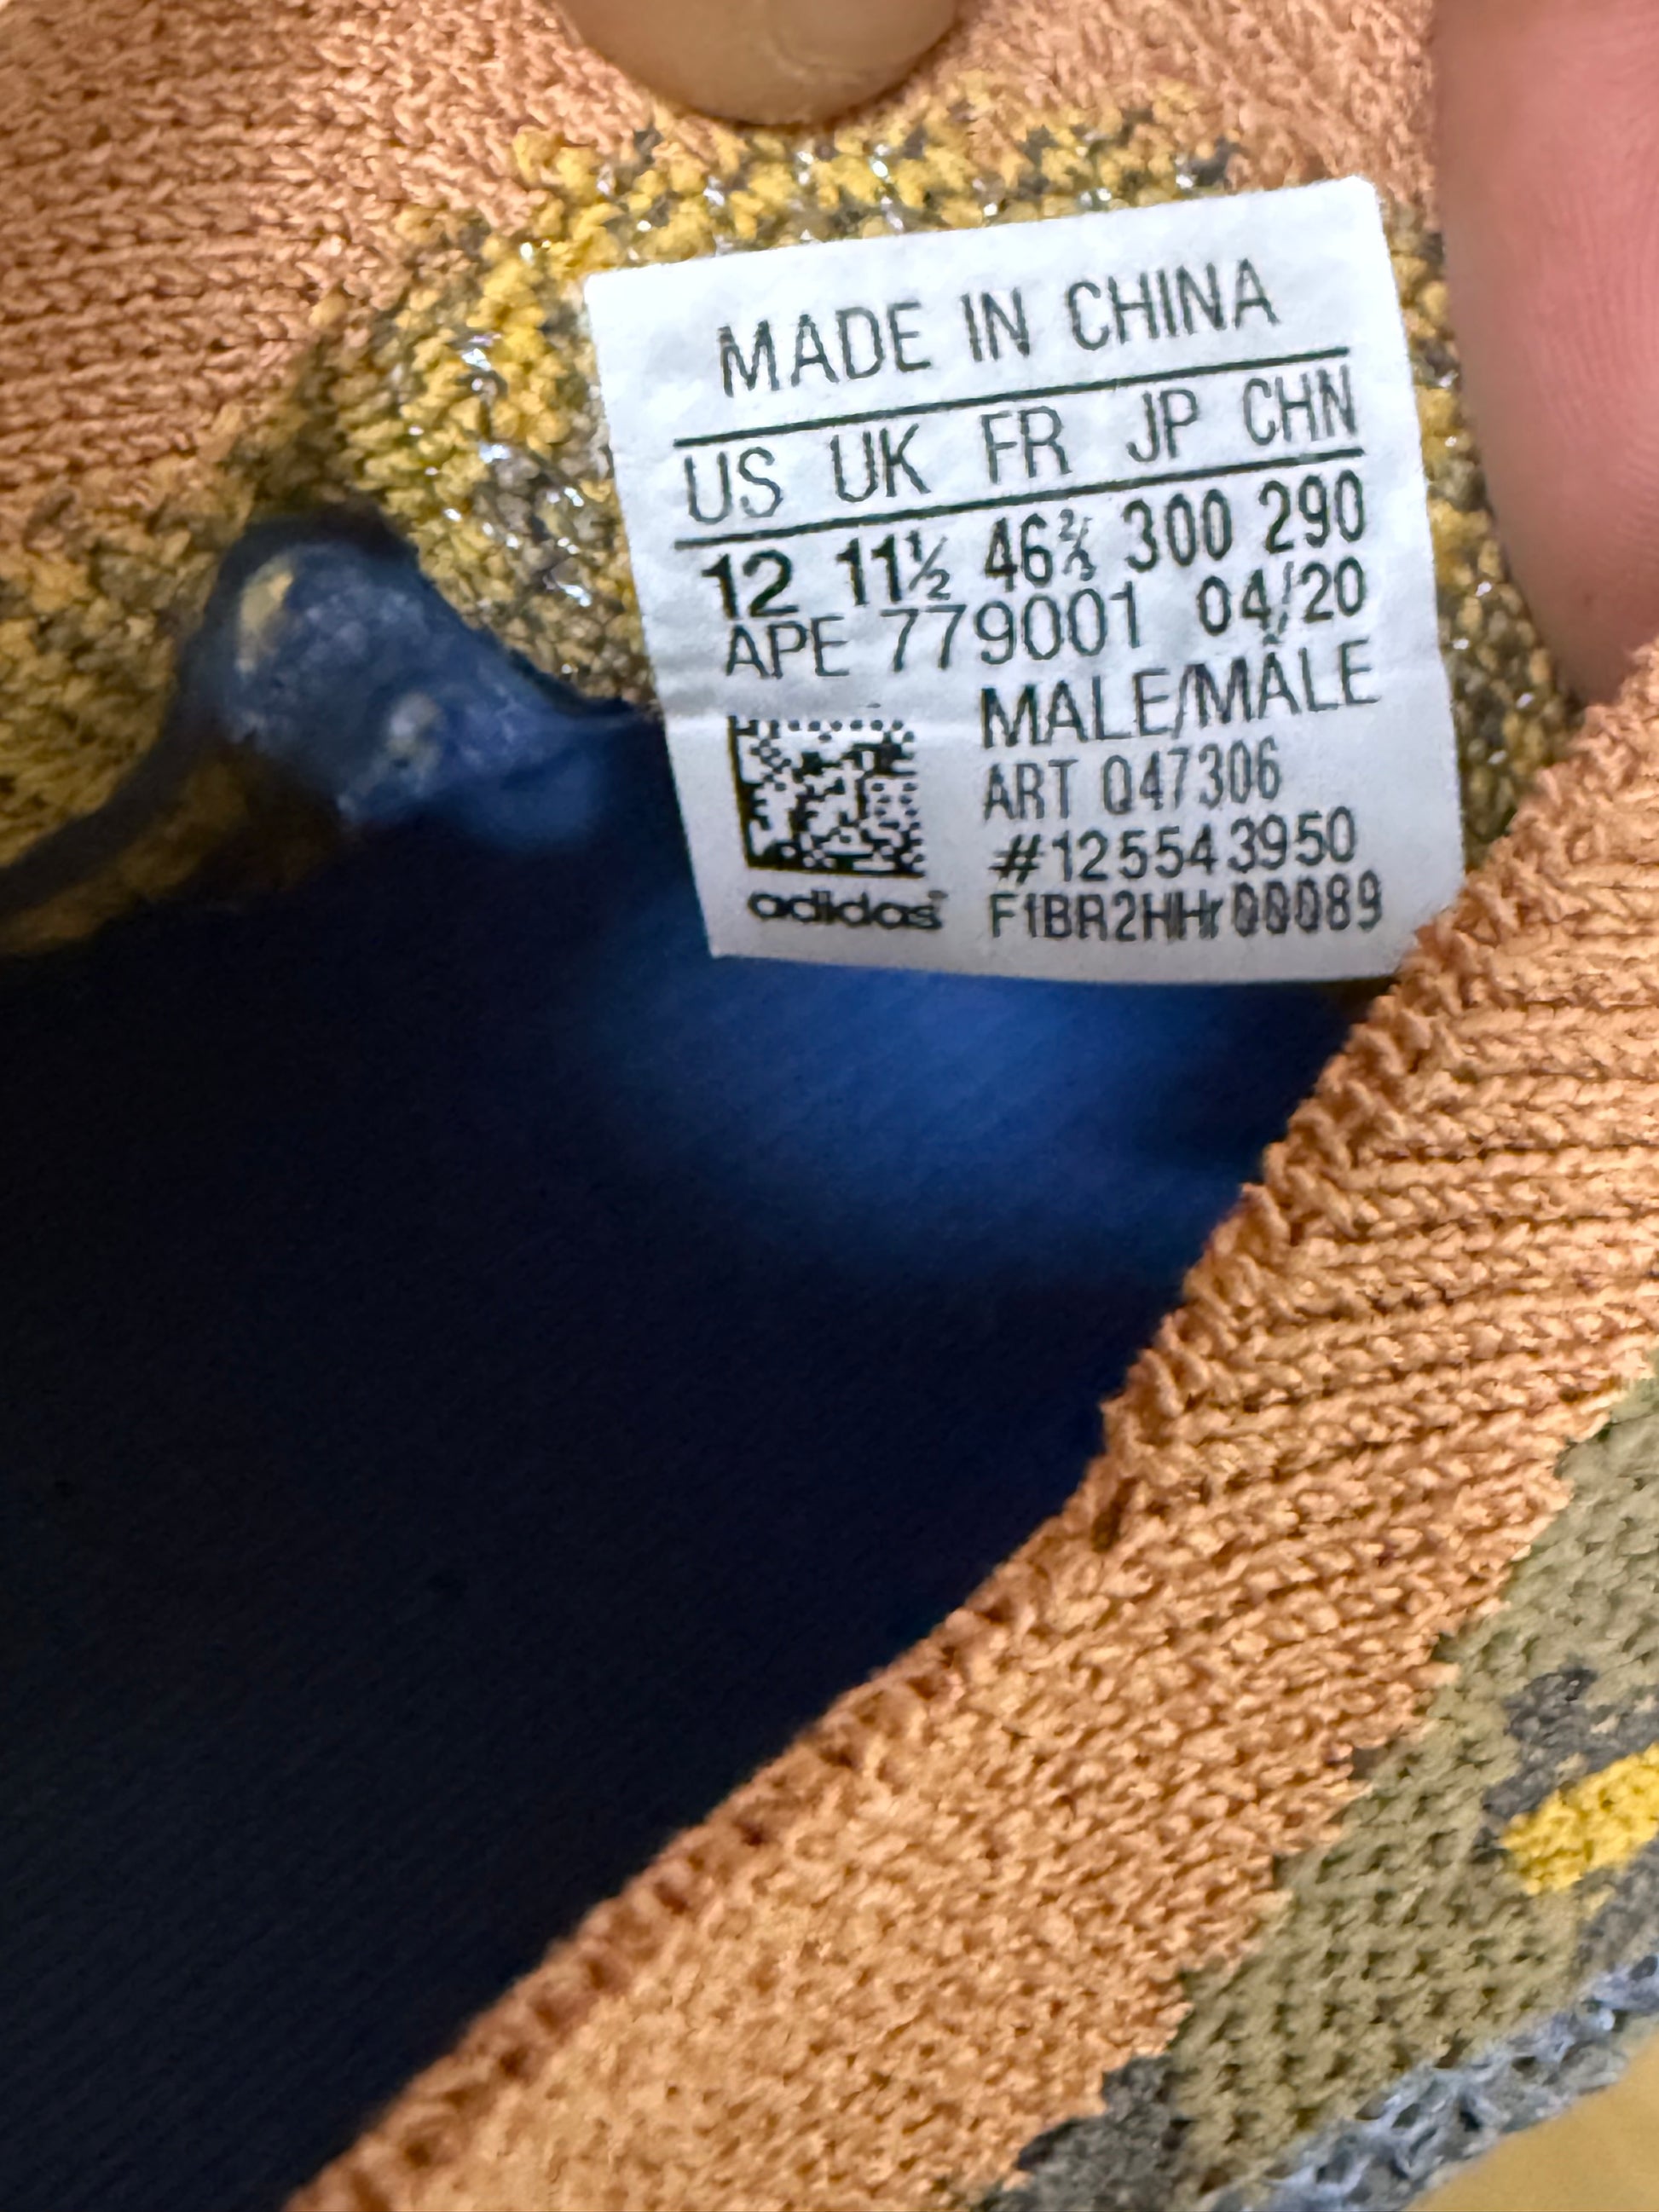 MADE IN CHINA
US UK FR JP CHN
12 11½ 46⅔ 300 290
APE 779001 04/20
MALE/MÂLE
ART Q47306
#125543950
adidas F1BR2HHr00089